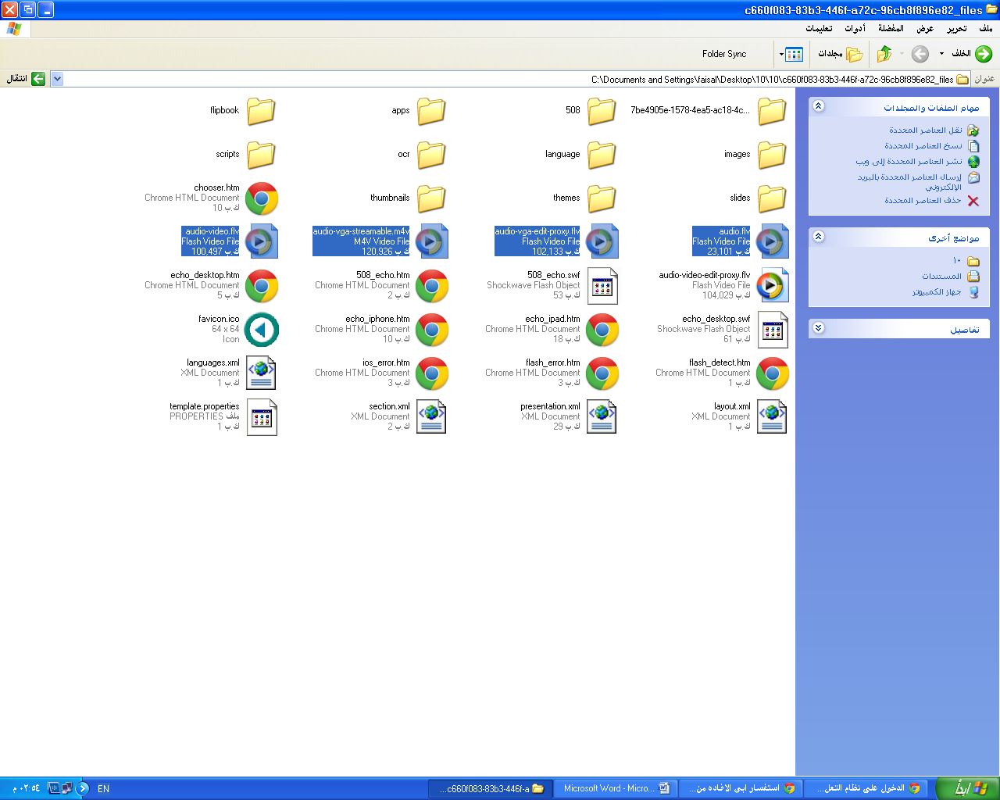 c660f083-83b3-446f-a72c-96cb8f896e82_files
ملف تحرير عرض المفضلة أدوات تعليمات
الخلف مجلدات Folder Sync
عنوان C:\Documents and Settings\faisal\Desktop\10\10\c660f083-83b3-446f-a72c-96cb8f896e82_files انتقال
مهام الملفات والمجلدات
نقل العناصر المحددة
نسخ العناصر المحددة
نشر العناصر المحددة إلى ويب
إرسال العناصر المحددة بالبريد
الإلكتروني
حذف العناصر المحددة
مواضع أخرى
١٠
المستندات
جهاز الكمبيوتر
تفاصيل
7be4905e-1578-4ea5-ac18-4c...
508
apps
flipbook
images
language
ocr
scripts
slides
themes
thumbnails
chooser.htm
Chrome HTML Document
10 ك.ب
audio.flv
Flash Video File
23,101 ك.ب
audio-vga-edit-proxy.flv
Flash Video File
102,133 ك.ب
audio-vga-streamable.m4v
M4V Video File
120,926 ك.ب
audio-video.flv
Flash Video File
100,497 ك.ب
audio-video-edit-proxy.flv
Flash Video File
104,029 ك.ب
508_echo.swf
Shockwave Flash Object
53 ك.ب
508_echo.htm
Chrome HTML Document
2 ك.ب
echo_desktop.htm
Chrome HTML Document
5 ك.ب
echo_desktop.swf
Shockwave Flash Object
61 ك.ب
echo_ipad.htm
Chrome HTML Document
18 ك.ب
echo_iphone.htm
Chrome HTML Document
10 ك.ب
favicon.ico
64 x 64
Icon
flash_detect.htm
Chrome HTML Document
1 ك.ب
flash_error.htm
Chrome HTML Document
3 ك.ب
ios_error.htm
Chrome HTML Document
3 ك.ب
languages.xml
XML Document
1 ك.ب
layout.xml
XML Document
1 ك.ب
presentation.xml
XML Document
29 ك.ب
section.xml
XML Document
2 ك.ب
template.properties
ملف PROPERTIES
1 ك.ب
ابدأ
الدخول على نظام التعل...
استفسار ابي الافاده من...
Microsoft Word - Micro...
c660f083-83b3-446f-a...
EN
٠٢:٥٤ م